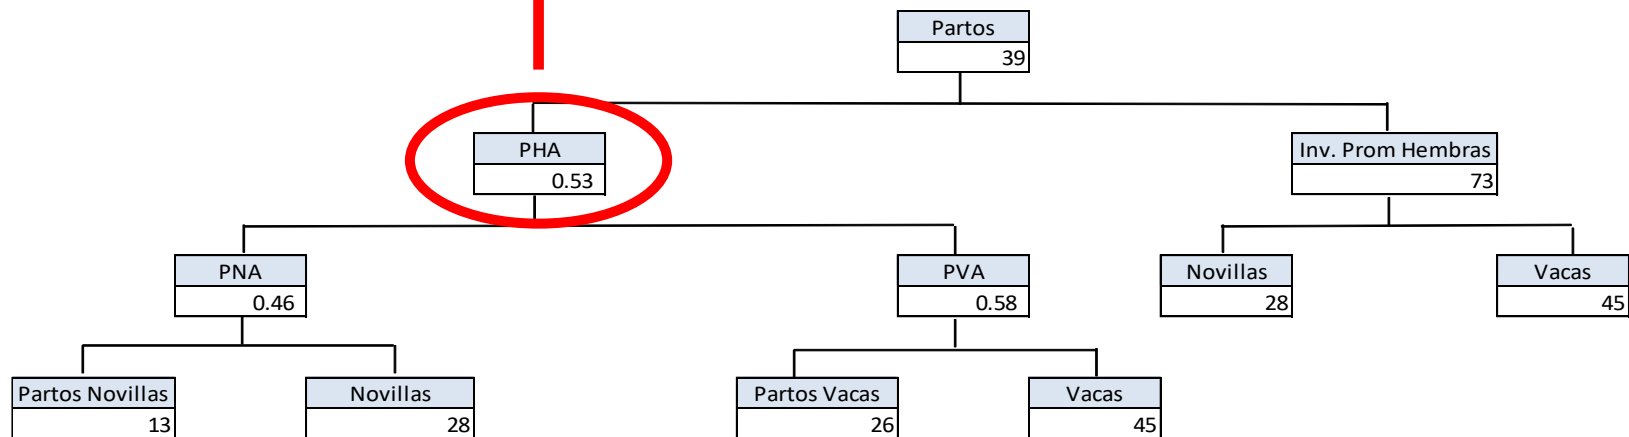 Partos
39
PHA
0.53
Inv. Prom Hembras
73
PNA
0.46
PVA
0.58
Novillas
28
Vacas
45
Partos Novillas
13
Novillas
28
Partos Vacas
26
Vacas
45